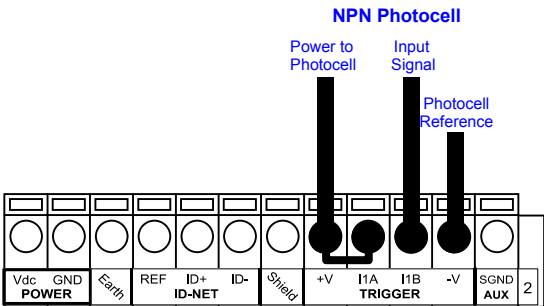 NPN Photocell
Power to
Photocell
Input
Signal
Photocell
Reference
Vdc GND Earth REF ID+ ID- Shield +V I1A I1B -V SGND 2
POWER ID-NET TRIGGER AUX